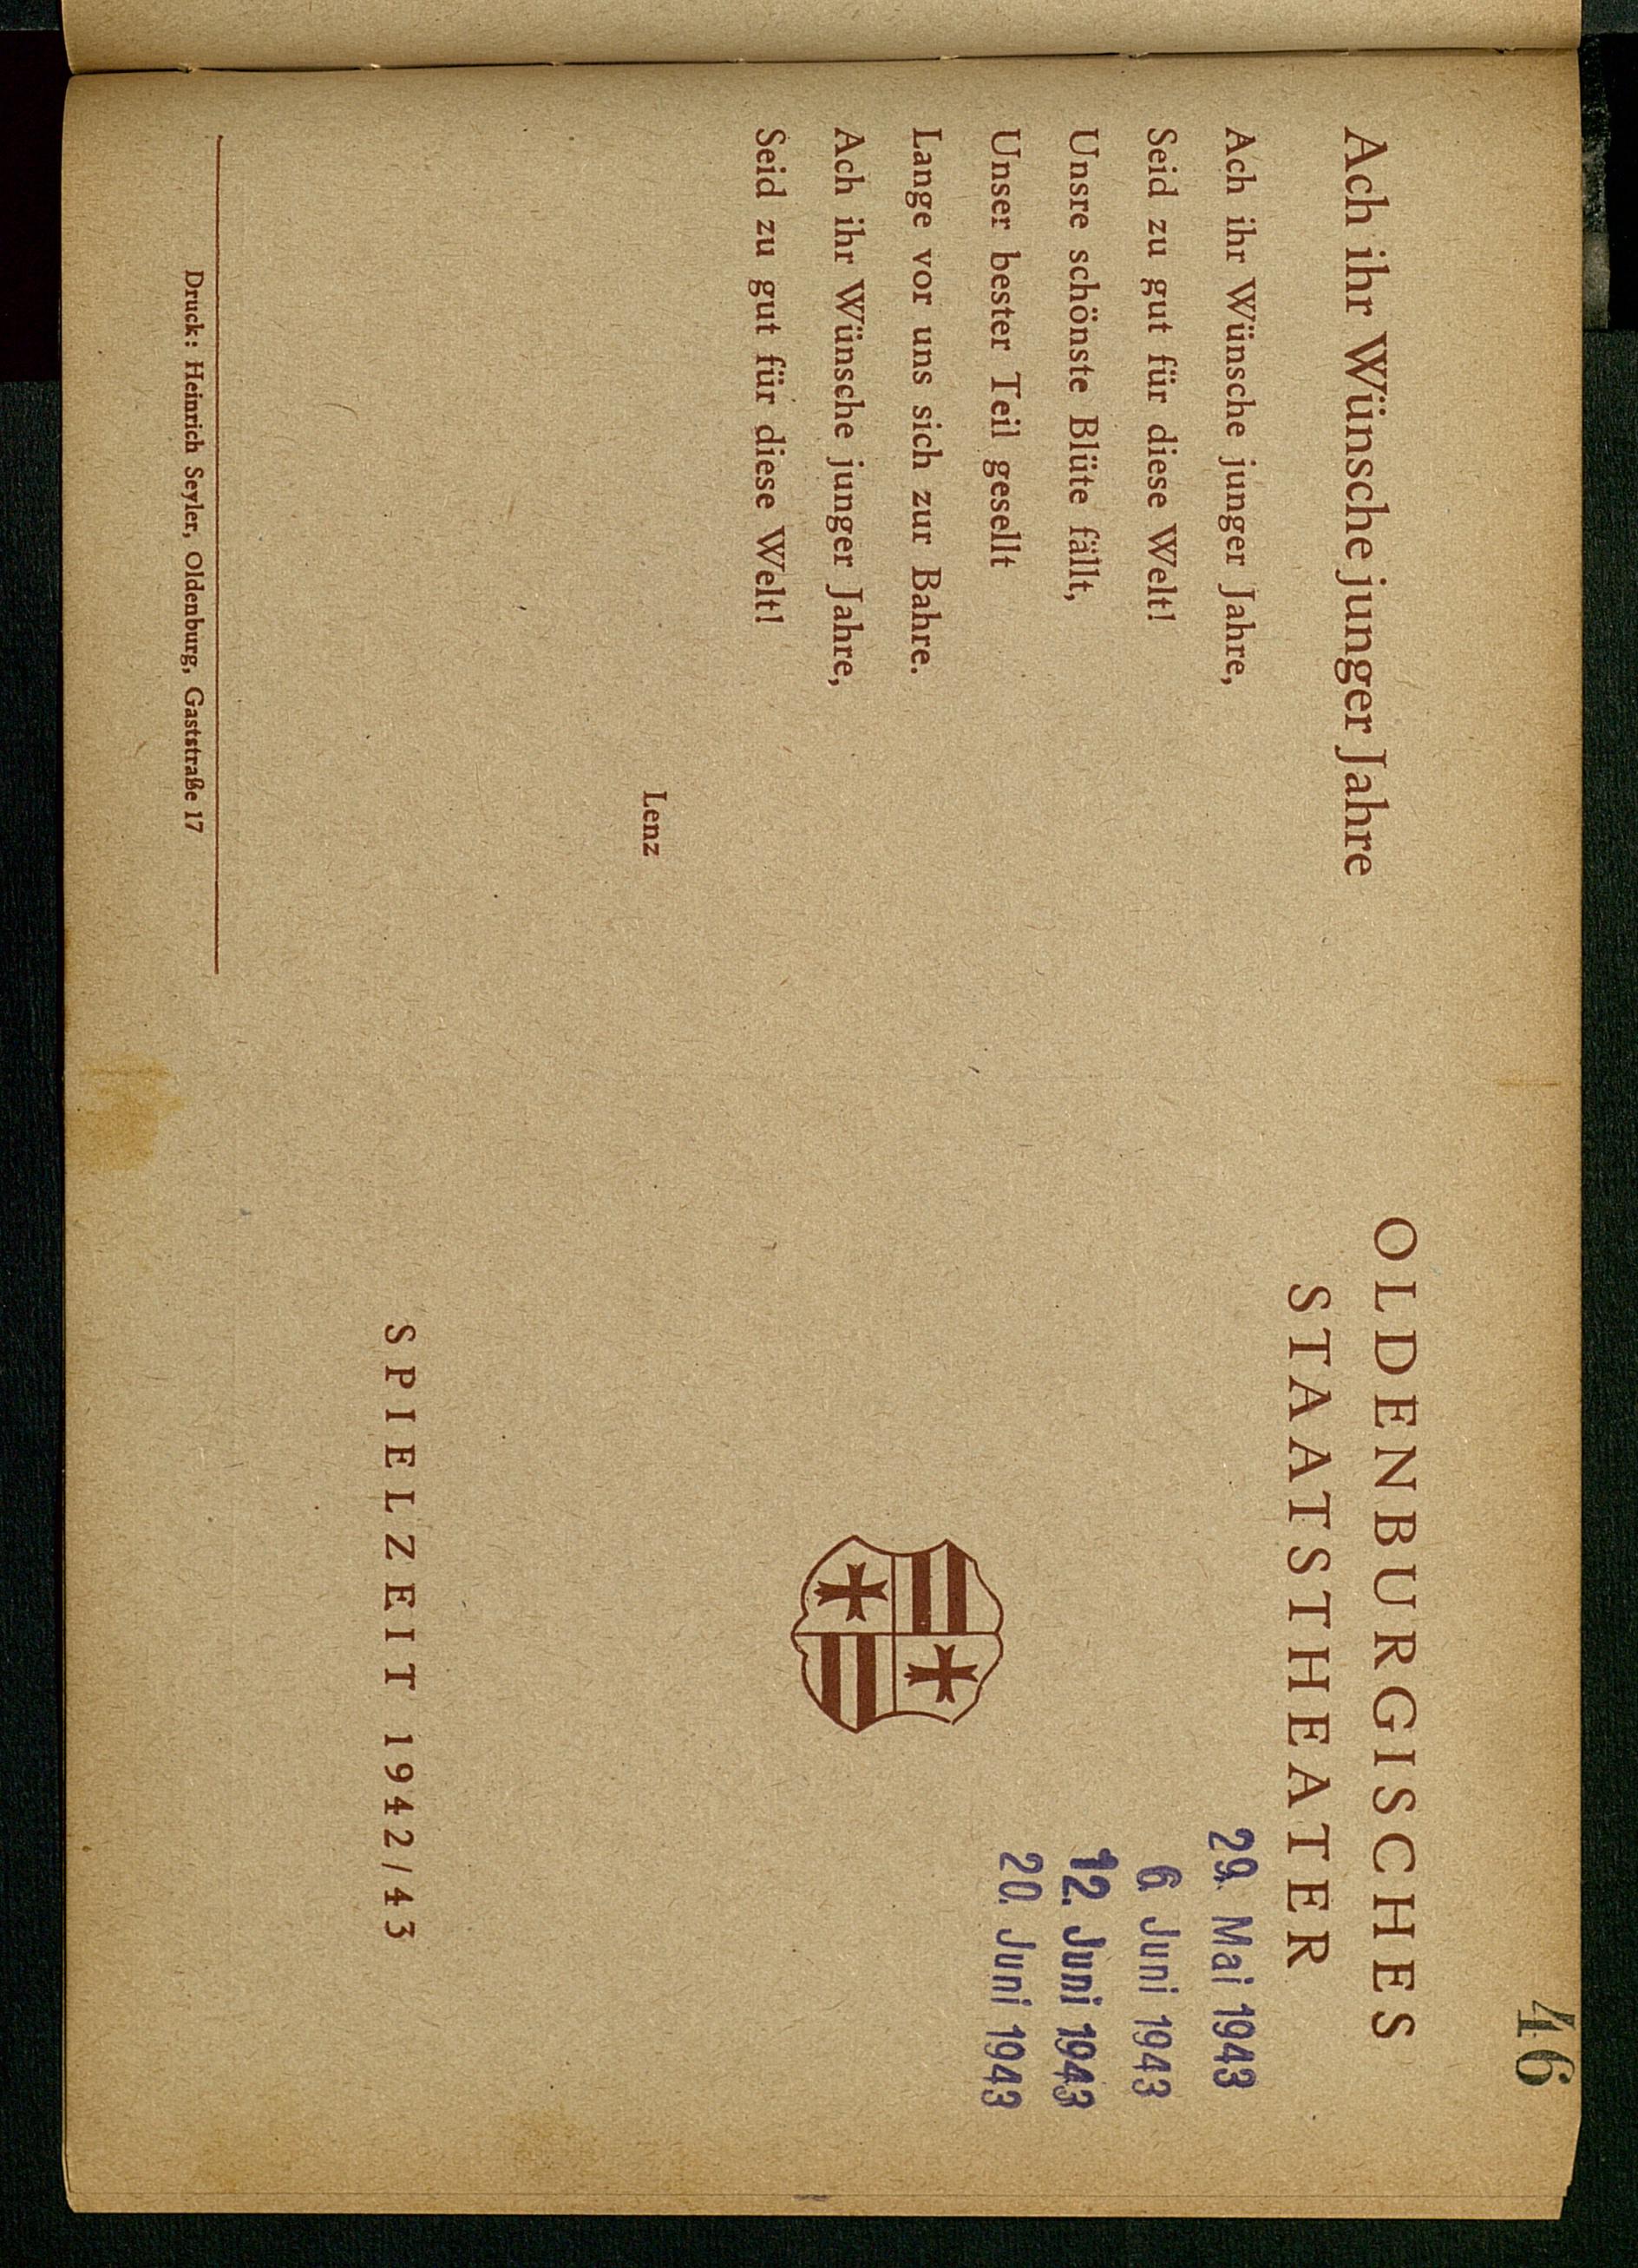 Ach ihr Wünsche junger Jahre
Ach ihr Wünsche junger Jahre,
Seid zu gut für diese Welt!
Unsre schönste Blüte fällt,
Unser bester Teil gesellt
Lange vor uns sich zur Bahre.
Ach ihr Wünsche junger Jahre,
Seid zu gut für diese Welt!
Lenz
Druck: Heinrich Seyler, Oldenburg, Gaststraße 17
46
OLDENBURGISCHES
STAATSTHEATER
29. Mai 1943
6. Juni 1943
12. Juni 1943
20. Juni 1943
SPIELZEIT 1942/43